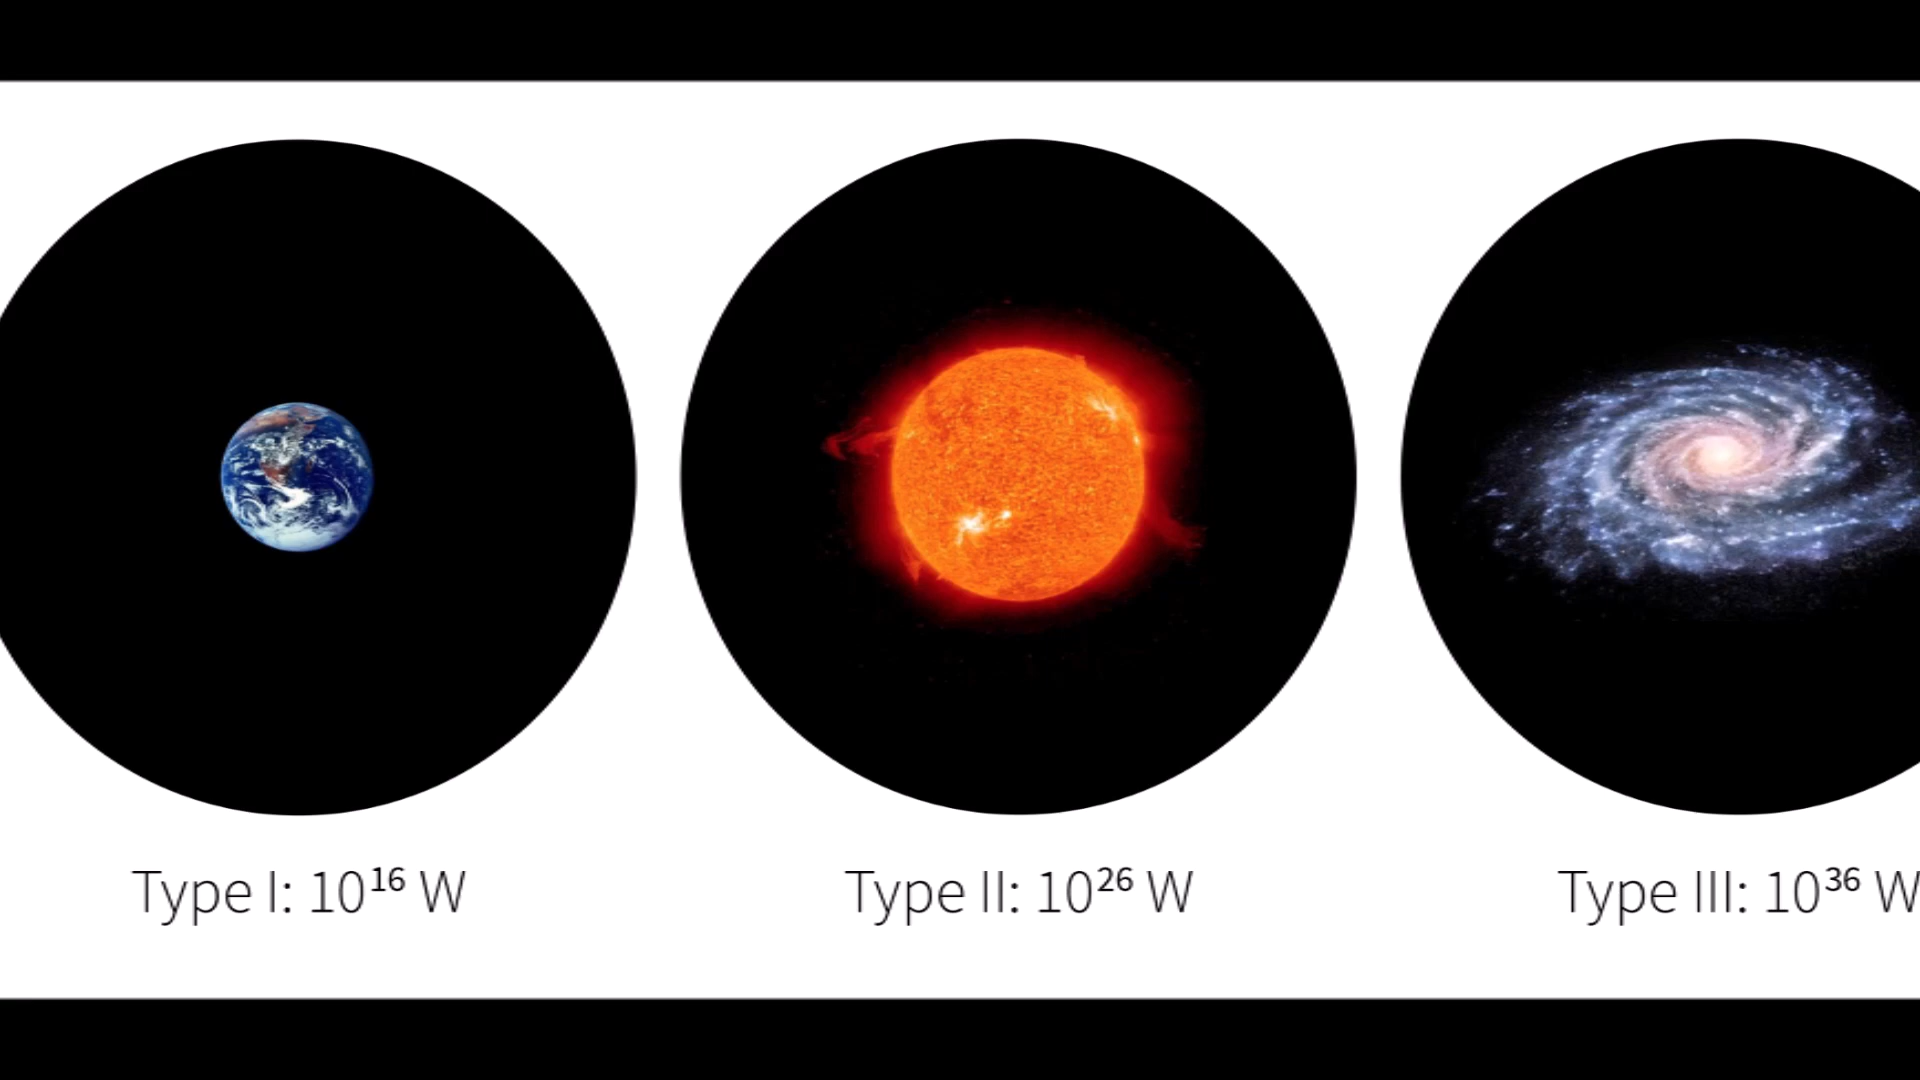 Type I: 10¹⁶ W
Type II: 10²⁶ W
Type III: 10³⁶ W